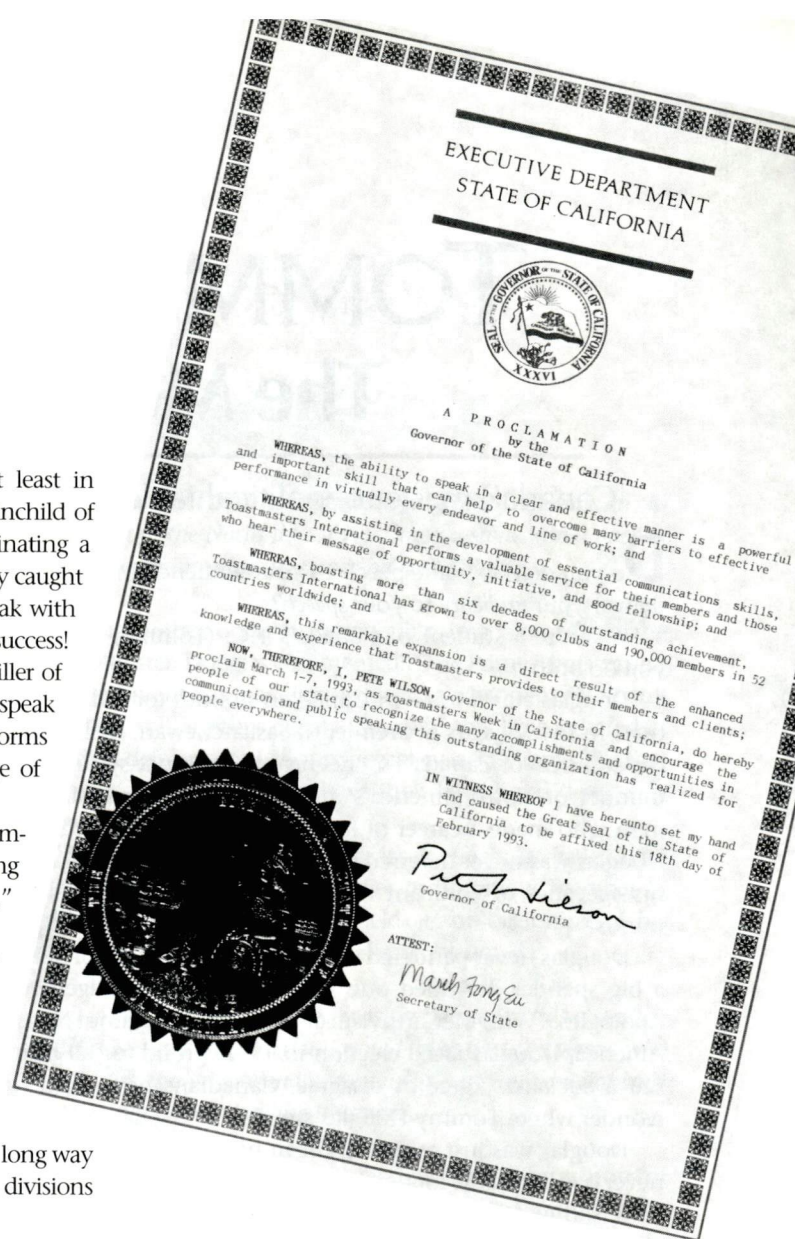 t least in
inchild of
inating a
y caught
ak with
success!
iller of
speak
orms
e of
m-
ng
"
long way
divisions
EXECUTIVE DEPARTMENT
STATE OF CALIFORNIA
SEAL OF THE GOVERNOR OF THE STATE OF CALIFORNIA
XXXVI
A PROCLAMATION
by the
Governor of the State of California
WHEREAS, the ability to speak in a clear and effective manner is a powerful
and important skill that can help to overcome many barriers to effective
performance in virtually every endeavor and line of work; and
WHEREAS, by assisting in the development of essential communications skills,
Toastmasters International performs a valuable service for their members and those
who hear their message of opportunity, initiative, and good fellowship; and
WHEREAS, boasting more than six decades of outstanding achievement,
Toastmasters International has grown to over 8,000 clubs and 190,000 members in 52
countries worldwide; and
WHEREAS, this remarkable expansion is a direct result of the enhanced
knowledge and experience that Toastmasters provides to their members and clients;
NOW, THEREFORE, I, PETE WILSON, Governor of the State of California, do hereby
proclaim March 1-7, 1993, as Toastmasters Week in California and encourage the
people of our state to recognize the many accomplishments and opportunities in
communication and public speaking this outstanding organization has realized for
people everywhere.
IN WITNESS WHEREOF I have hereunto set my hand
and caused the Great Seal of the State of
California to be affixed this 18th day of
February 1993.
Pete Wilson
Governor of California
ATTEST:
March Fong Eu
Secretary of State